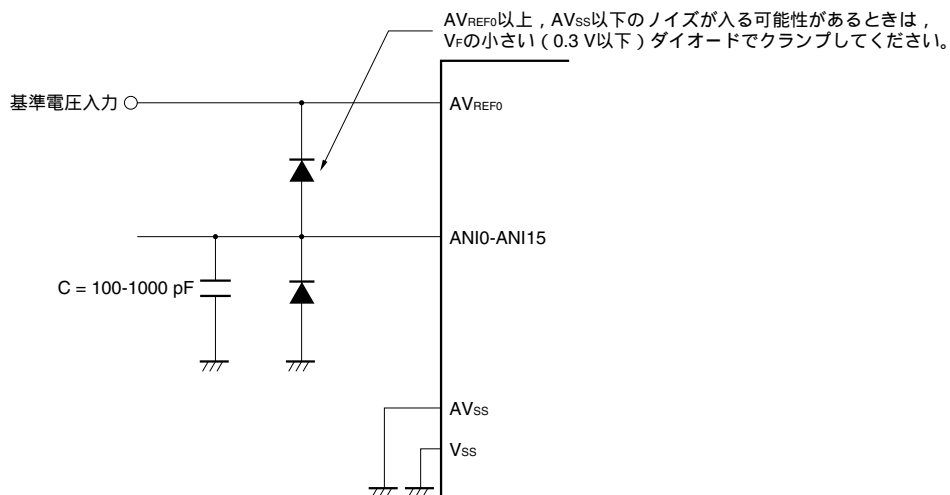 AVREF0以上，AVSS以下のノイズが入る可能性があるときは，
VFの小さい（0.3 V以下）ダイオードでクランプしてください。
基準電圧入力
AVREF0
ANI0-ANI15
C = 100-1000 pF
AVSS
VSS